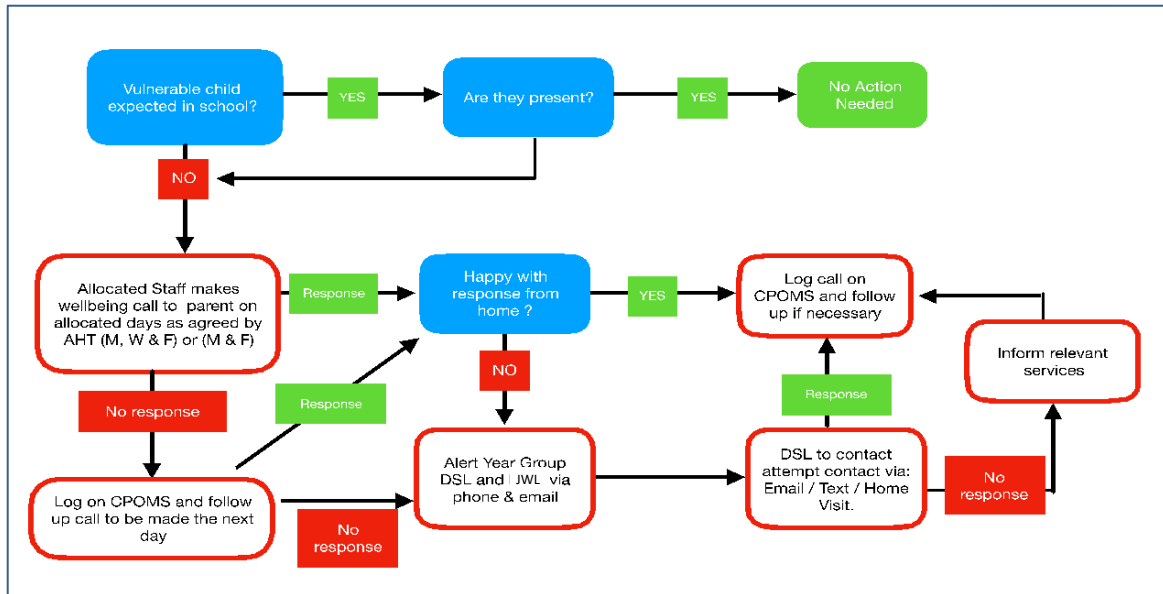 Vulnerable child
expected in school?
YES
Are they present?
YES
No Action
Needed
NO
Allocated Staff makes
wellbeing call to parent on
allocated days as agreed by
AHT (M, W & F) or (M & F)
Response
Happy with
response from
home ?
YES
Log call on
CPOMS and follow
up if necessary
Inform relevant
services
NO
No response
Response
Response
Log on CPOMS and follow
up call to be made the next
day
No
response
Alert Year Group
DSL and via
phone & email
DSL to contact
attempt contact via:
Email / Text / Home
Visit.
No
response